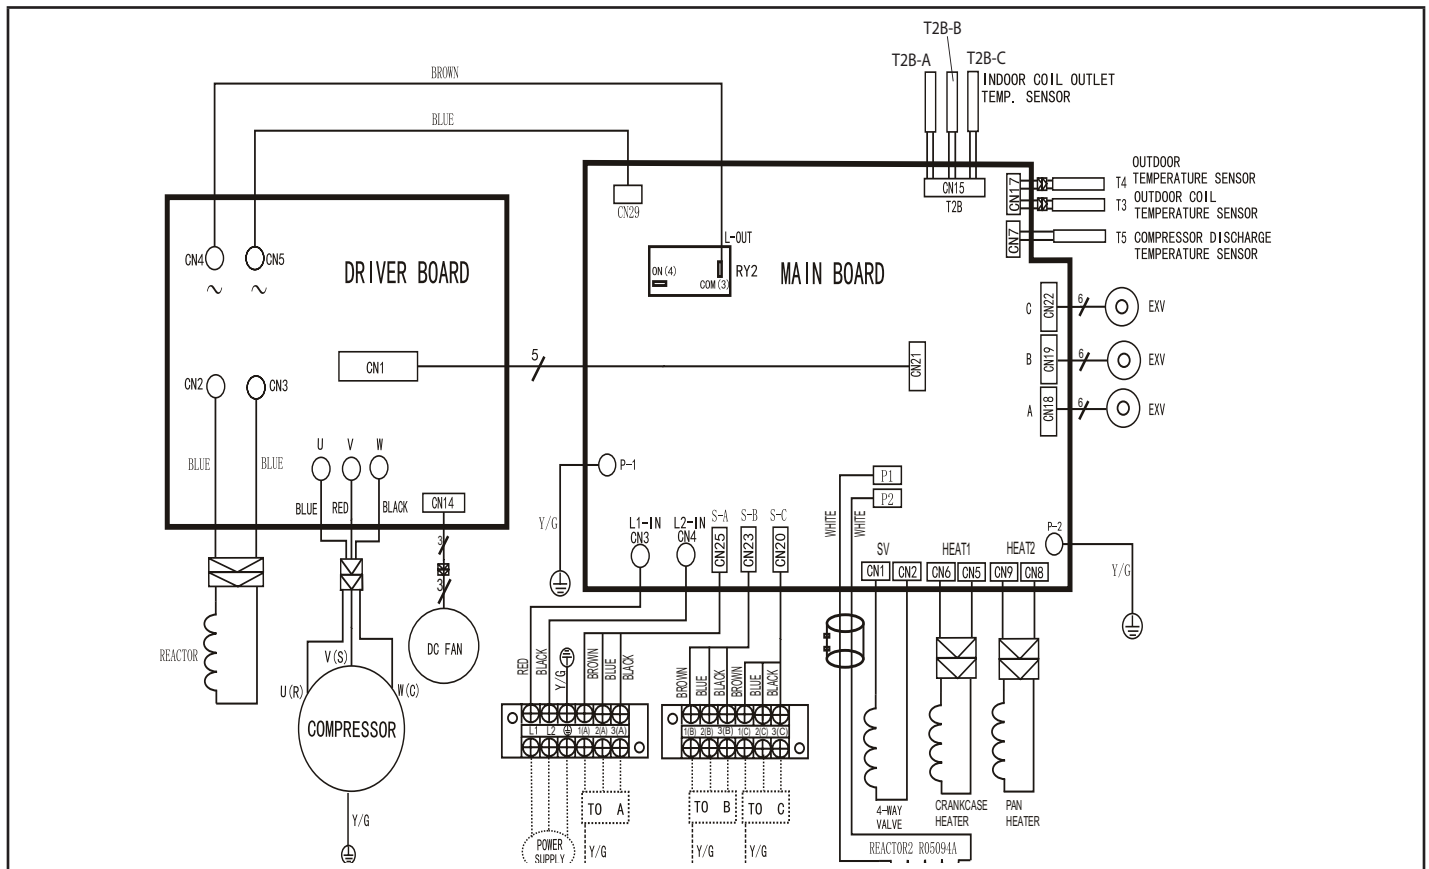 T2B-B
T2B-A
T2B-C
INDOOR COIL OUTLET
TEMP. SENSOR
BROWN
BLUE
CN15
T2B
CN17
OUTDOOR
T4 TEMPERATURE SENSOR
T3 OUTDOOR COIL
TEMPERATURE SENSOR
CN7
T5 COMPRESSOR DISCHARGE
TEMPERATURE SENSOR
CN29
L-OUT
ON(4)
COM(3)
RY2
MAIN BOARD
DRIVER BOARD
CN4
CN5
~
~
C
CN22
6
EXV
B
CN19
6
EXV
A
CN18
6
EXV
CN1
5
CN21
CN2
CN3
BLUE
BLUE
U
V
W
BLUE
RED
BLACK
CN14
3
3
DC FAN
P-1
Y/G
P1
P2
WHITE
WHITE
L1-IN
CN3
L2-IN
CN4
S-A
CN25
S-B
CN23
S-C
CN20
SV
CN1
CN2
HEAT1
CN6
CN5
HEAT2
CN9
CN8
P-2
Y/G
REACTOR
V(S)
U(R)
W(C)
COMPRESSOR
Y/G
RED
BLACK
Y/G
BROWN
BLUE
BLACK
BROWN
BLUE
BLACK
BROWN
BLUE
BLACK
L1
L2
1(A)
2(A)
3(A)
1(B)
2(B)
3(B)
1(C)
2(C)
3(C)
TO A
TO B
TO C
POWER
SUPPLY
Y/G
Y/G
Y/G
4-WAY
VALVE
CRANKCASE
HEATER
PAN
HEATER
REACTOR2 R05094A